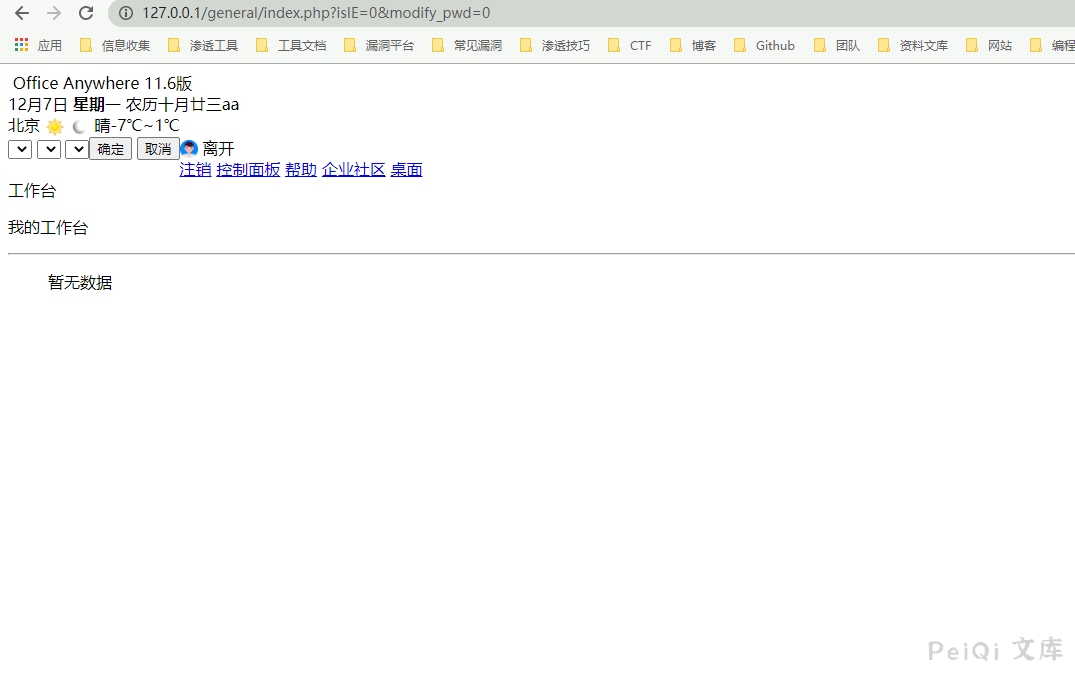 127.0.0.1/general/index.php?isIE=0&modify_pwd=0
应用 信息收集 渗透工具 工具文档 漏洞平台 常见漏洞 渗透技巧 CTF 博客 Github 团队 资料文库 网站 编程
Office Anywhere 11.6版
12月7日 星期一 农历十月廿三aa
北京 晴-7℃~1℃
确定 取消 离开
注销 控制面板 帮助 企业社区 桌面
工作台
我的工作台
暂无数据
PeiQi 文库